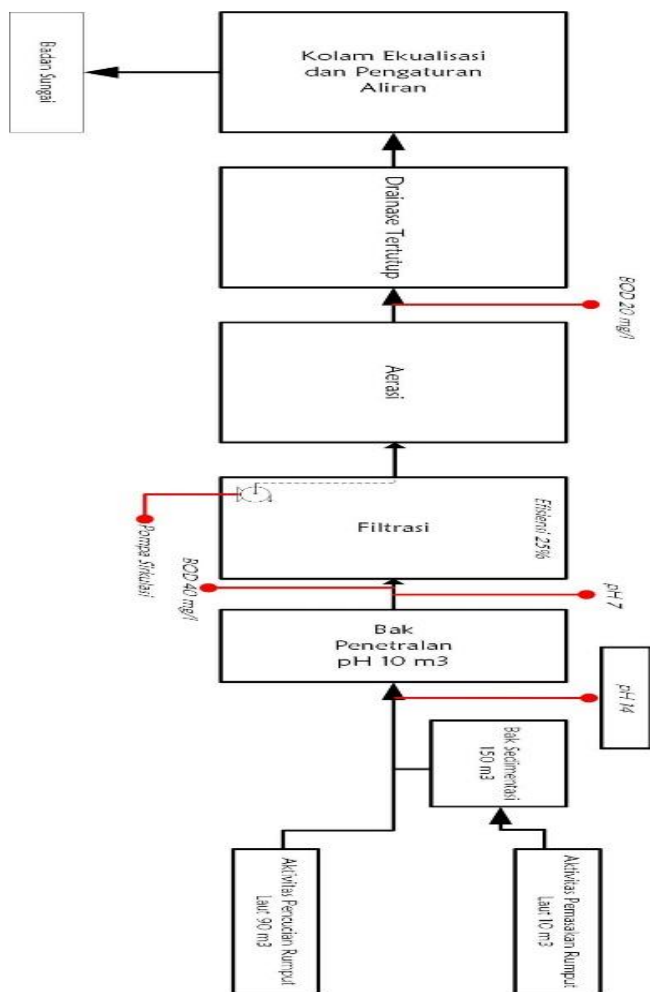 Kolam Ekualisasi
dan Pengaturan
Aliran
Badan Sungai
Drainase Tertutup
BOD 20 mg/l
Aerasi
Efisiensi 25%
Filtrasi
Pompa Sirkulasi
BOD 40 mg/l
pH 7
Bak
Penetralan
pH 10 m3
pH 14
Bak Sedimentasi
150 m3
Aktivitas Pencucian Rumput
Laut 90 m3
Aktivitas Pemasakan Rumput
Laut 10 m3